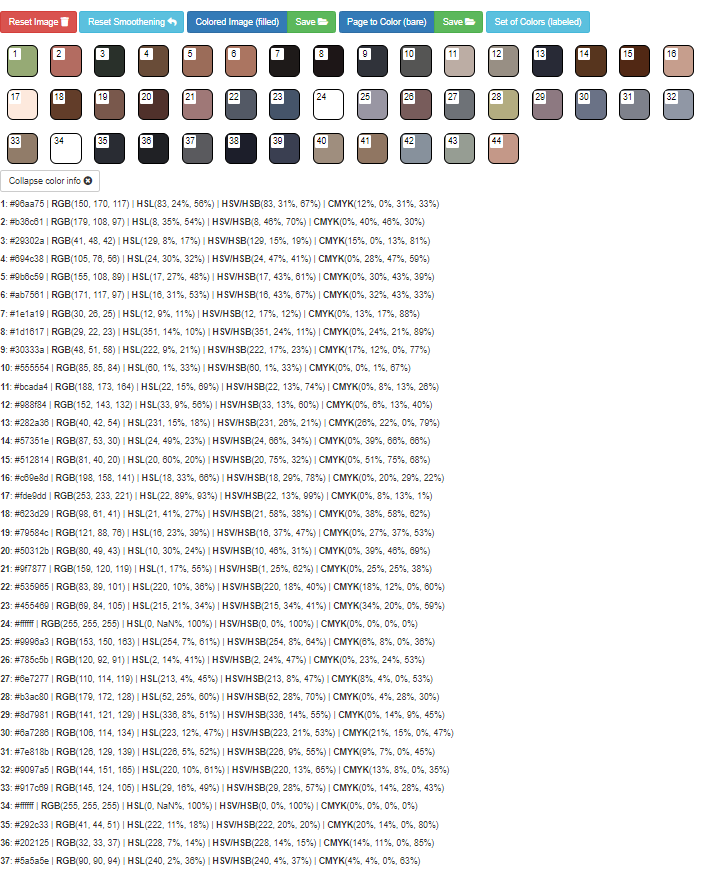 Reset Image Reset Smoothening Colored Image (filled) Save Page to Color (bare) Save Set of Colors (labeled)
1 2 3 4 5 6 7 8 9 10 11 12 13 14 15 16
17 18 19 20 21 22 23 24 25 26 27 28 29 30 31 32
33 34 35 36 37 38 39 40 41 42 43 44
Collapse color info
1: #96aa75 | RGB(150, 170, 117) | HSL(83, 24%, 56%) | HSV/HSB(83, 31%, 67%) | CMYK(12%, 0%, 31%, 33%)
2: #b36c61 | RGB(179, 108, 97) | HSL(8, 35%, 54%) | HSV/HSB(8, 46%, 70%) | CMYK(0%, 40%, 46%, 30%)
3: #29302a | RGB(41, 48, 42) | HSL(129, 8%, 17%) | HSV/HSB(129, 15%, 19%) | CMYK(15%, 0%, 13%, 81%)
4: #694c38 | RGB(105, 76, 56) | HSL(24, 30%, 32%) | HSV/HSB(24, 47%, 41%) | CMYK(0%, 28%, 47%, 59%)
5: #9b6c59 | RGB(155, 108, 89) | HSL(17, 27%, 48%) | HSV/HSB(17, 43%, 61%) | CMYK(0%, 30%, 43%, 39%)
6: #ab7561 | RGB(171, 117, 97) | HSL(16, 31%, 53%) | HSV/HSB(16, 43%, 67%) | CMYK(0%, 32%, 43%, 33%)
7: #1e1a19 | RGB(30, 26, 25) | HSL(12, 9%, 11%) | HSV/HSB(12, 17%, 12%) | CMYK(0%, 13%, 17%, 88%)
8: #1d1617 | RGB(29, 22, 23) | HSL(351, 14%, 10%) | HSV/HSB(351, 24%, 11%) | CMYK(0%, 24%, 21%, 89%)
9: #30333a | RGB(48, 51, 58) | HSL(222, 9%, 21%) | HSV/HSB(222, 17%, 23%) | CMYK(17%, 12%, 0%, 77%)
10: #555554 | RGB(85, 85, 84) | HSL(60, 1%, 33%) | HSV/HSB(60, 1%, 33%) | CMYK(0%, 0%, 1%, 67%)
11: #bcada4 | RGB(188, 173, 164) | HSL(22, 15%, 69%) | HSV/HSB(22, 13%, 74%) | CMYK(0%, 8%, 13%, 26%)
12: #988f84 | RGB(152, 143, 132) | HSL(33, 9%, 56%) | HSV/HSB(33, 13%, 60%) | CMYK(0%, 6%, 13%, 40%)
13: #282a36 | RGB(40, 42, 54) | HSL(231, 15%, 18%) | HSV/HSB(231, 26%, 21%) | CMYK(26%, 22%, 0%, 79%)
14: #57351e | RGB(87, 53, 30) | HSL(24, 49%, 23%) | HSV/HSB(24, 66%, 34%) | CMYK(0%, 39%, 66%, 66%)
15: #512814 | RGB(81, 40, 20) | HSL(20, 60%, 20%) | HSV/HSB(20, 75%, 32%) | CMYK(0%, 51%, 75%, 68%)
16: #c69e8d | RGB(198, 158, 141) | HSL(18, 33%, 66%) | HSV/HSB(18, 29%, 78%) | CMYK(0%, 20%, 29%, 22%)
17: #fde9dd | RGB(253, 233, 221) | HSL(22, 89%, 93%) | HSV/HSB(22, 13%, 99%) | CMYK(0%, 8%, 13%, 1%)
18: #623d29 | RGB(98, 61, 41) | HSL(21, 41%, 27%) | HSV/HSB(21, 58%, 38%) | CMYK(0%, 38%, 58%, 62%)
19: #79584c | RGB(121, 88, 76) | HSL(16, 23%, 39%) | HSV/HSB(16, 37%, 47%) | CMYK(0%, 27%, 37%, 53%)
20: #50312b | RGB(80, 49, 43) | HSL(10, 30%, 24%) | HSV/HSB(10, 46%, 31%) | CMYK(0%, 39%, 46%, 69%)
21: #9f7877 | RGB(159, 120, 119) | HSL(1, 17%, 55%) | HSV/HSB(1, 25%, 62%) | CMYK(0%, 25%, 25%, 38%)
22: #535965 | RGB(83, 89, 101) | HSL(220, 10%, 36%) | HSV/HSB(220, 18%, 40%) | CMYK(18%, 12%, 0%, 60%)
23: #455469 | RGB(69, 84, 105) | HSL(215, 21%, 34%) | HSV/HSB(215, 34%, 41%) | CMYK(34%, 20%, 0%, 59%)
24: #ffffff | RGB(255, 255, 255) | HSL(0, NaN%, 100%) | HSV/HSB(0, 0%, 100%) | CMYK(0%, 0%, 0%, 0%)
25: #9996a3 | RGB(153, 150, 163) | HSL(254, 7%, 61%) | HSV/HSB(254, 8%, 64%) | CMYK(6%, 8%, 0%, 36%)
26: #785c5b | RGB(120, 92, 91) | HSL(2, 14%, 41%) | HSV/HSB(2, 24%, 47%) | CMYK(0%, 23%, 24%, 53%)
27: #6e7277 | RGB(110, 114, 119) | HSL(213, 4%, 45%) | HSV/HSB(213, 8%, 47%) | CMYK(8%, 4%, 0%, 53%)
28: #b3ac80 | RGB(179, 172, 128) | HSL(52, 25%, 60%) | HSV/HSB(52, 28%, 70%) | CMYK(0%, 4%, 28%, 30%)
29: #8d7981 | RGB(141, 121, 129) | HSL(336, 8%, 51%) | HSV/HSB(336, 14%, 55%) | CMYK(0%, 14%, 9%, 45%)
30: #6a7286 | RGB(106, 114, 134) | HSL(223, 12%, 47%) | HSV/HSB(223, 21%, 53%) | CMYK(21%, 15%, 0%, 47%)
31: #7e818b | RGB(126, 129, 139) | HSL(226, 5%, 52%) | HSV/HSB(226, 9%, 55%) | CMYK(9%, 7%, 0%, 45%)
32: #9097a5 | RGB(144, 151, 165) | HSL(220, 10%, 61%) | HSV/HSB(220, 13%, 65%) | CMYK(13%, 8%, 0%, 35%)
33: #917c69 | RGB(145, 124, 105) | HSL(29, 16%, 49%) | HSV/HSB(29, 28%, 57%) | CMYK(0%, 14%, 28%, 43%)
34: #ffffff | RGB(255, 255, 255) | HSL(0, NaN%, 100%) | HSV/HSB(0, 0%, 100%) | CMYK(0%, 0%, 0%, 0%)
35: #292c33 | RGB(41, 44, 51) | HSL(222, 11%, 18%) | HSV/HSB(222, 20%, 20%) | CMYK(20%, 14%, 0%, 80%)
36: #202125 | RGB(32, 33, 37) | HSL(228, 7%, 14%) | HSV/HSB(228, 14%, 15%) | CMYK(14%, 11%, 0%, 85%)
37: #5a5a5e | RGB(90, 90, 94) | HSL(240, 2%, 36%) | HSV/HSB(240, 4%, 37%) | CMYK(4%, 4%, 0%, 63%)